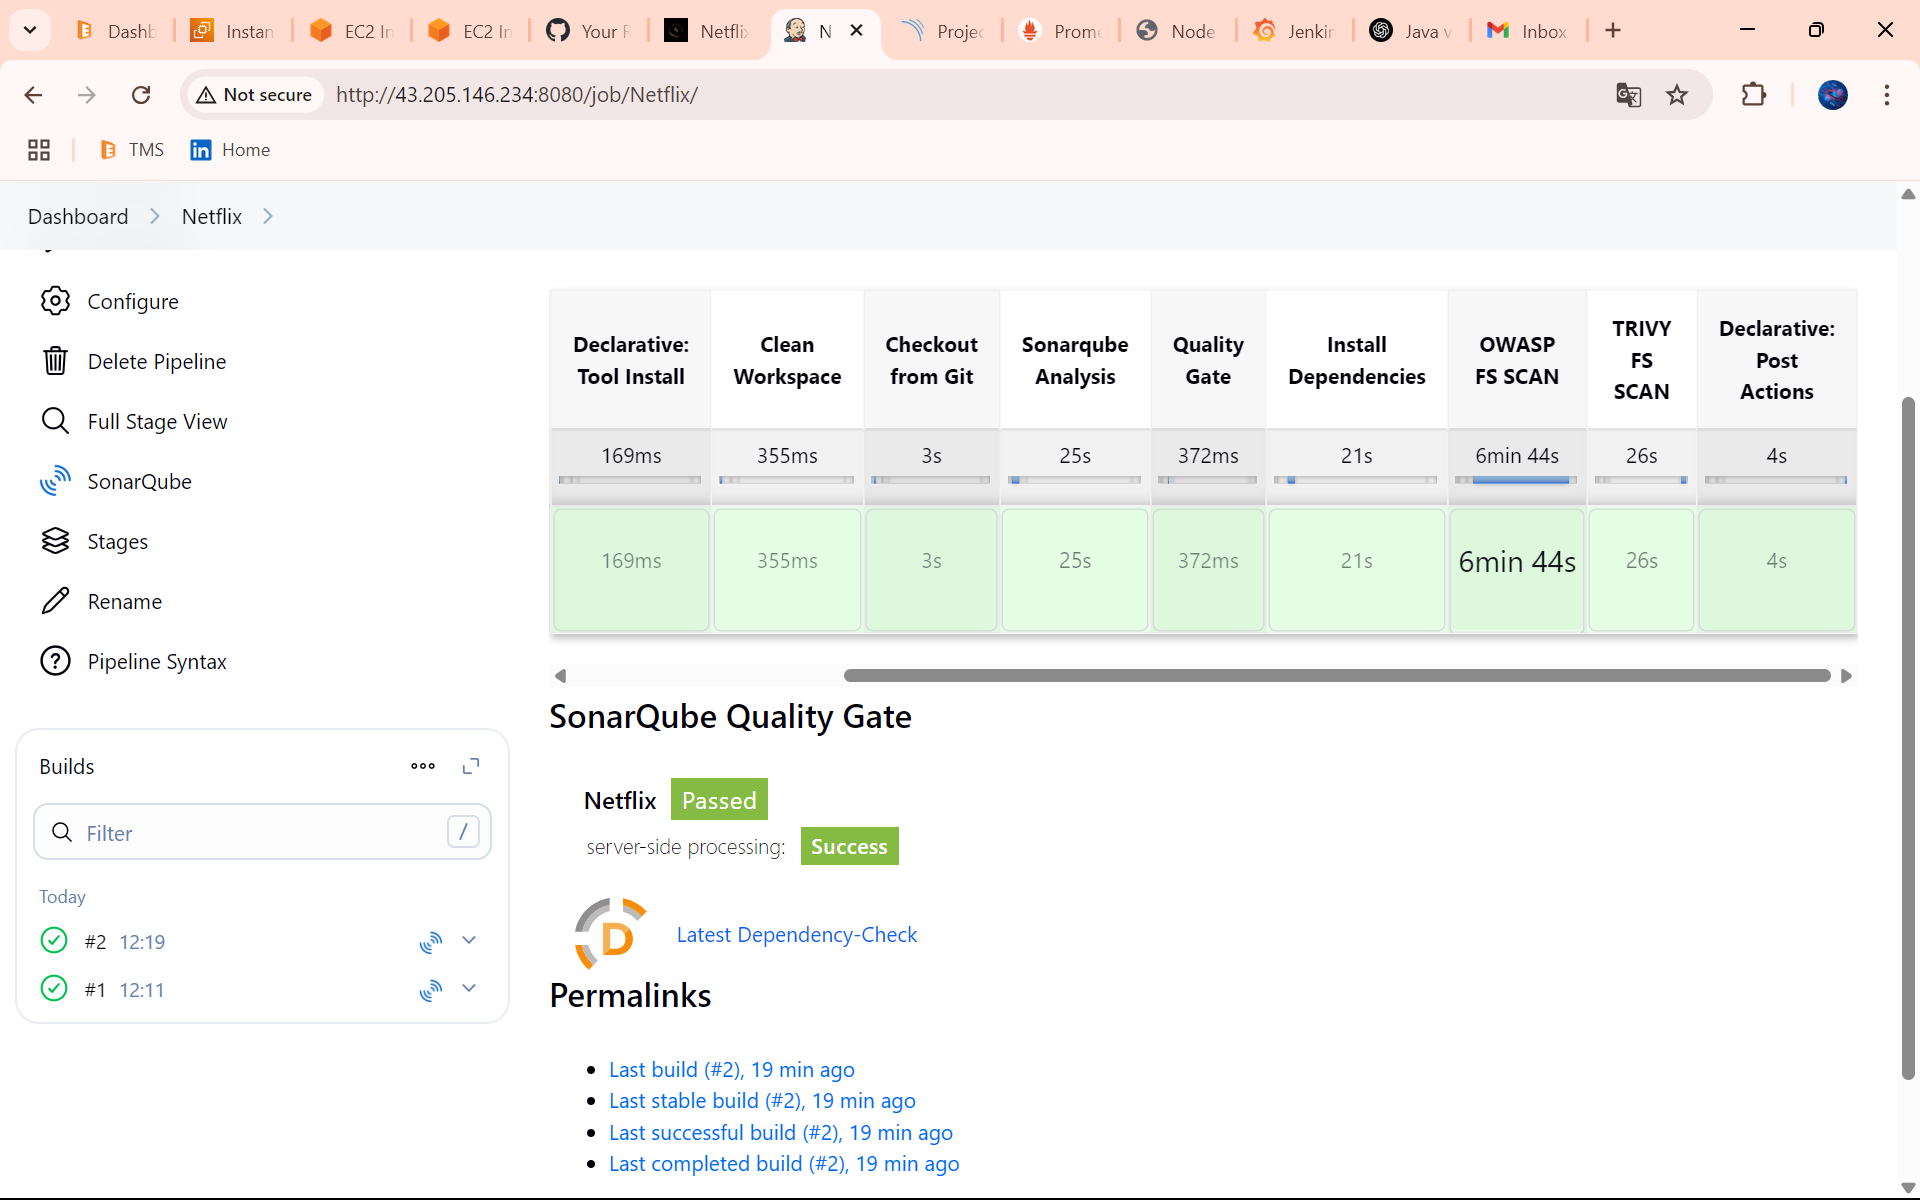 Dashb
Instan
EC2 In
EC2 In
Your R
Netflix
N
Projec
Prome
Node
Jenkin
Java v
Inbox
Not secure
http://43.205.146.234:8080/job/Netflix/
TMS
Home
Dashboard
Netflix
Configure
Delete Pipeline
Full Stage View
SonarQube
Stages
Rename
Pipeline Syntax
Builds
Filter
/
Today
#2 12:19
#1 12:11
Declarative: Tool Install
Clean Workspace
Checkout from Git
Sonarqube Analysis
Quality Gate
Install Dependencies
OWASP FS SCAN
TRIVY FS SCAN
Declarative: Post Actions
169ms 355ms 3s 25s 372ms 21s 6min 44s 26s 4s
169ms 355ms 3s 25s 372ms 21s 6min 44s 26s 4s
SonarQube Quality Gate
Netflix Passed
server-side processing: Success
D
Latest Dependency-Check
Permalinks
Last build (#2), 19 min ago
Last stable build (#2), 19 min ago
Last successful build (#2), 19 min ago
Last completed build (#2), 19 min ago